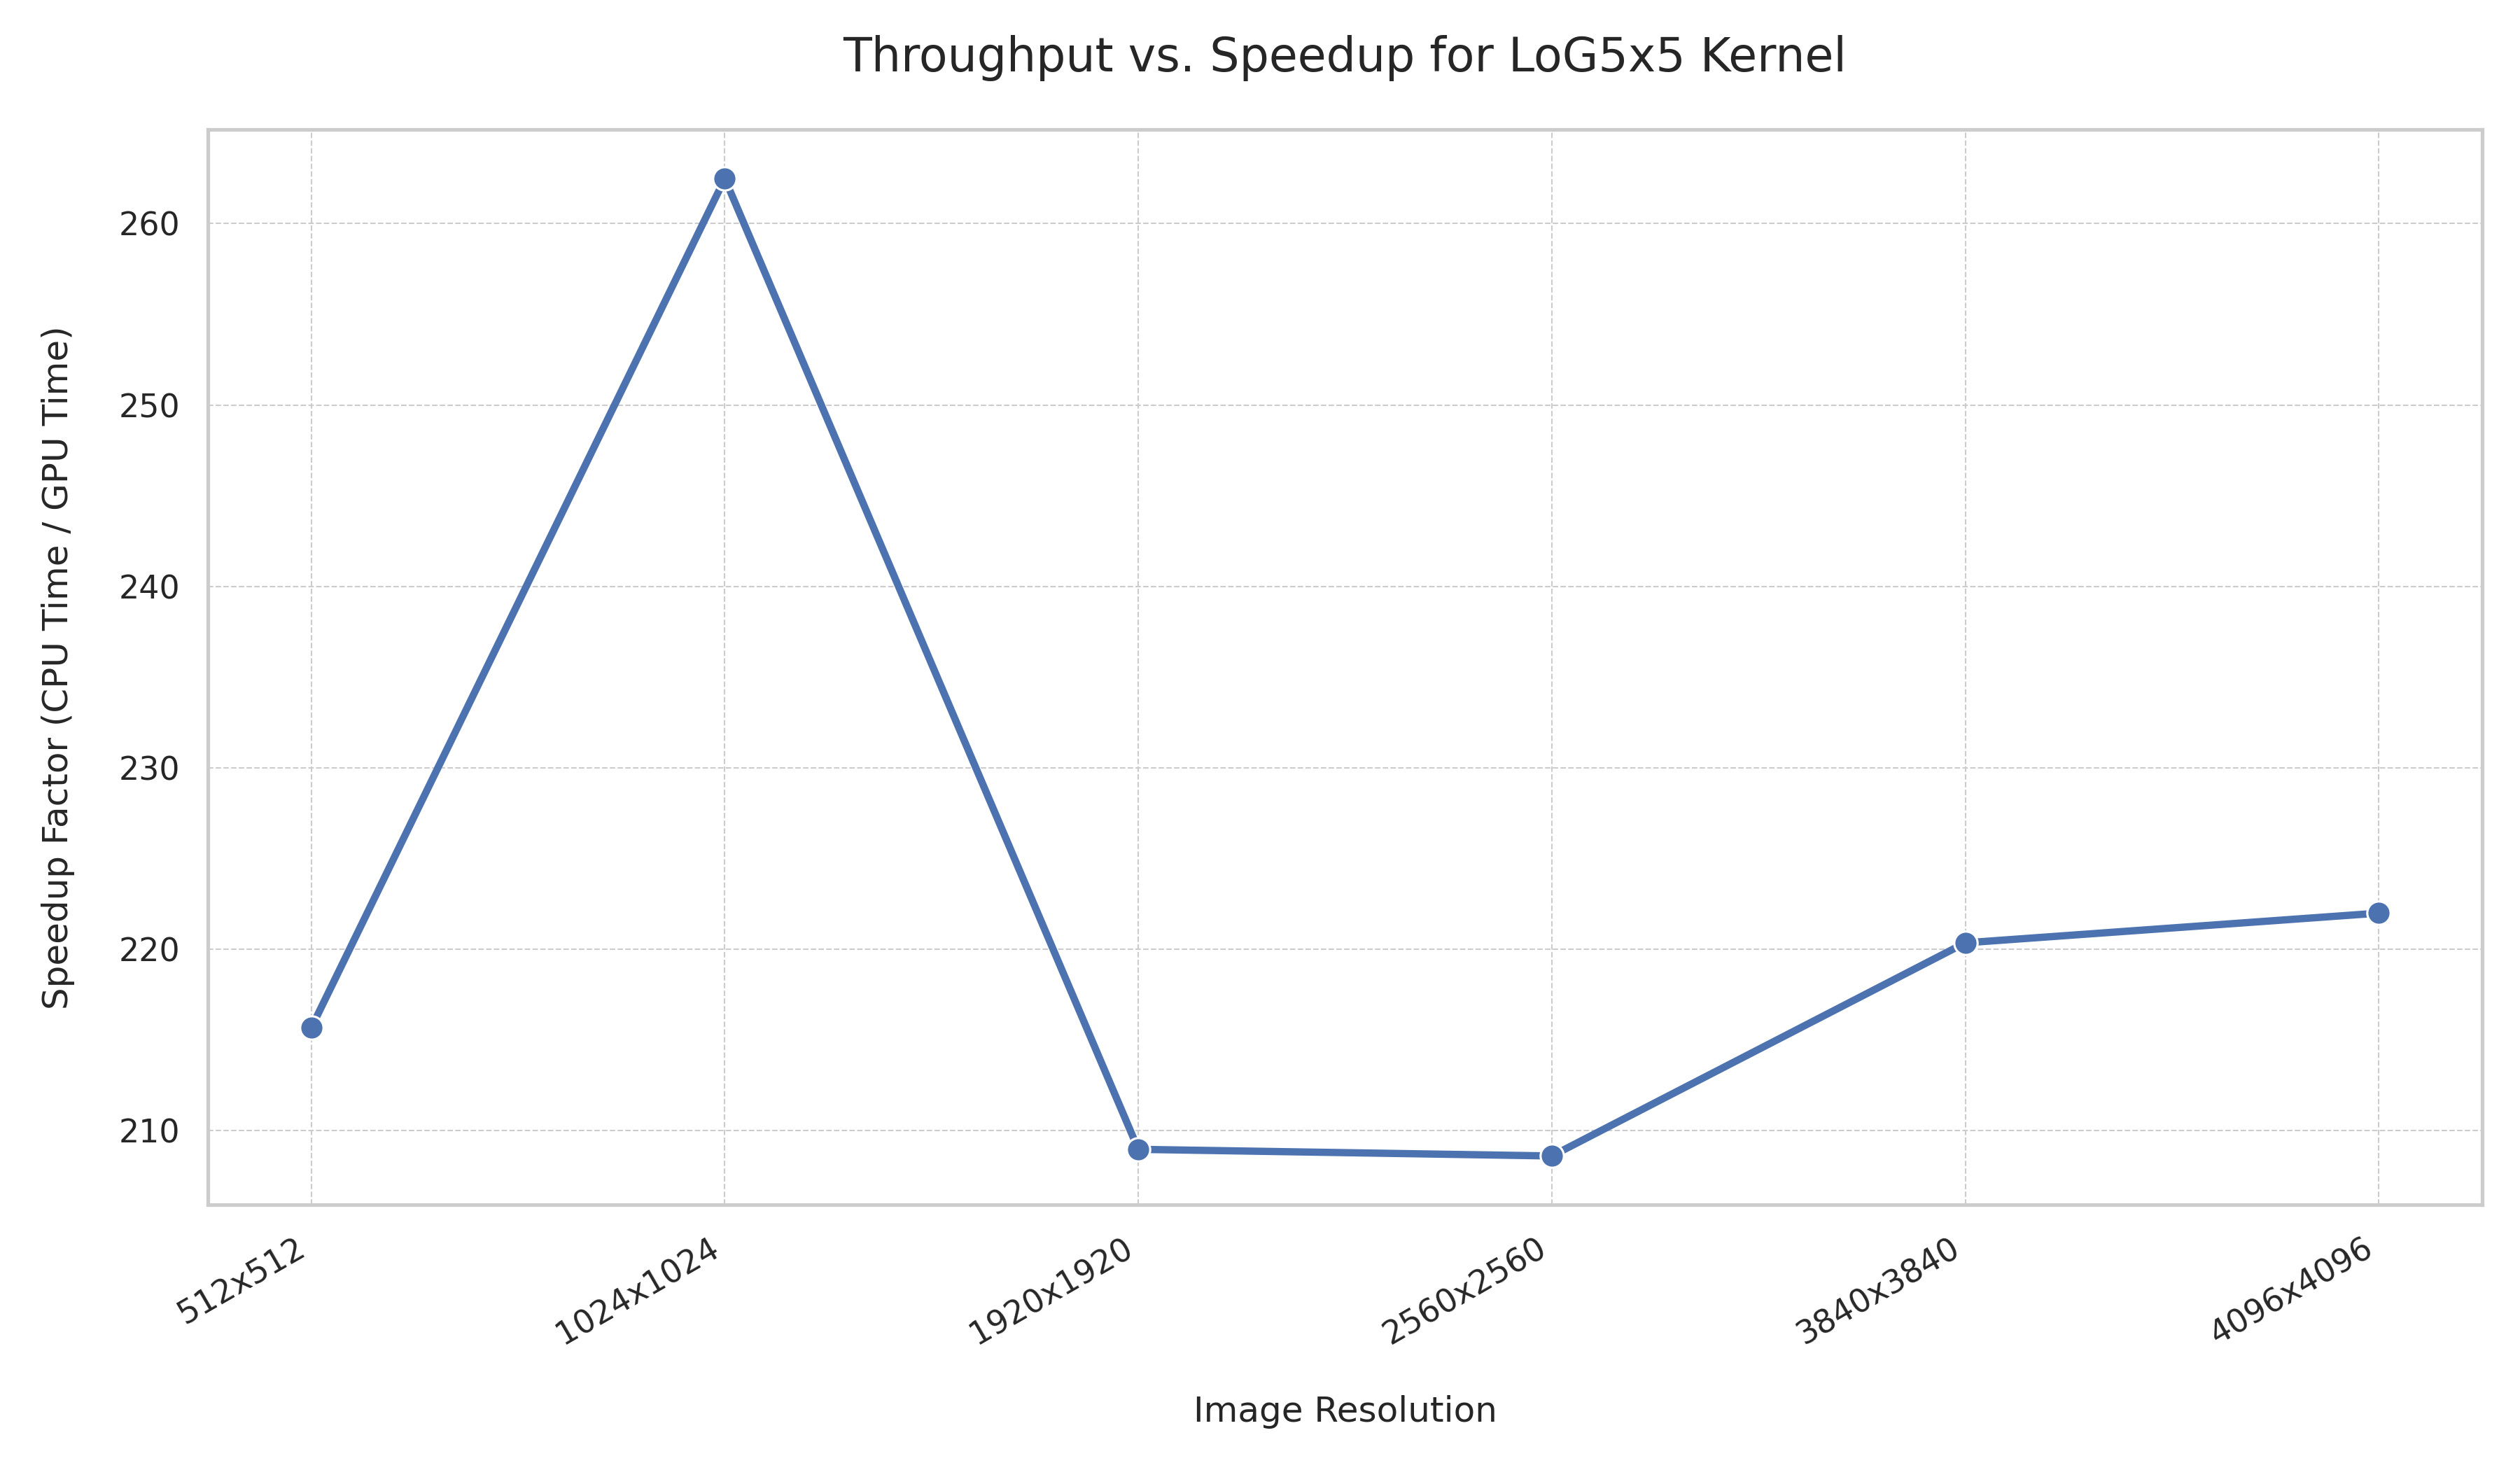 Throughput vs. Speedup for LoG5x5 Kernel
Speedup Factor (CPU Time / GPU Time)
260
250
240
230
220
210
512x512
1024x1024
1920x1920
2560x2560
3840x3840
4096x4096
Image Resolution